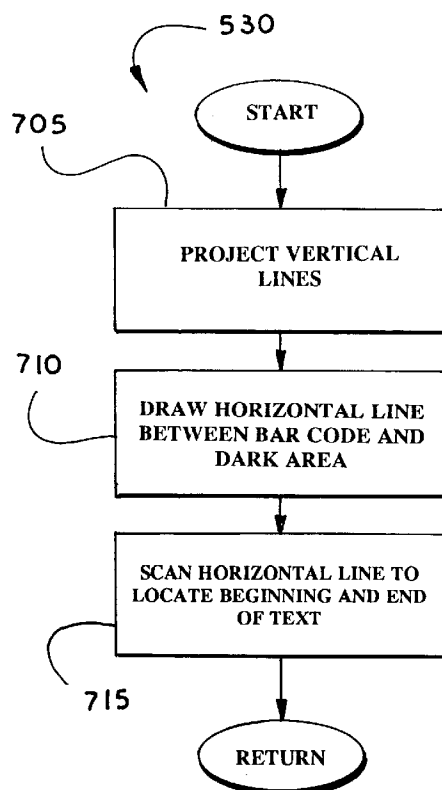 530
START
705
PROJECT VERTICAL
LINES
710
DRAW HORIZONTAL LINE
BETWEEN BAR CODE AND
DARK AREA
SCAN HORIZONTAL LINE TO
LOCATE BEGINNING AND END
OF TEXT
715
RETURN